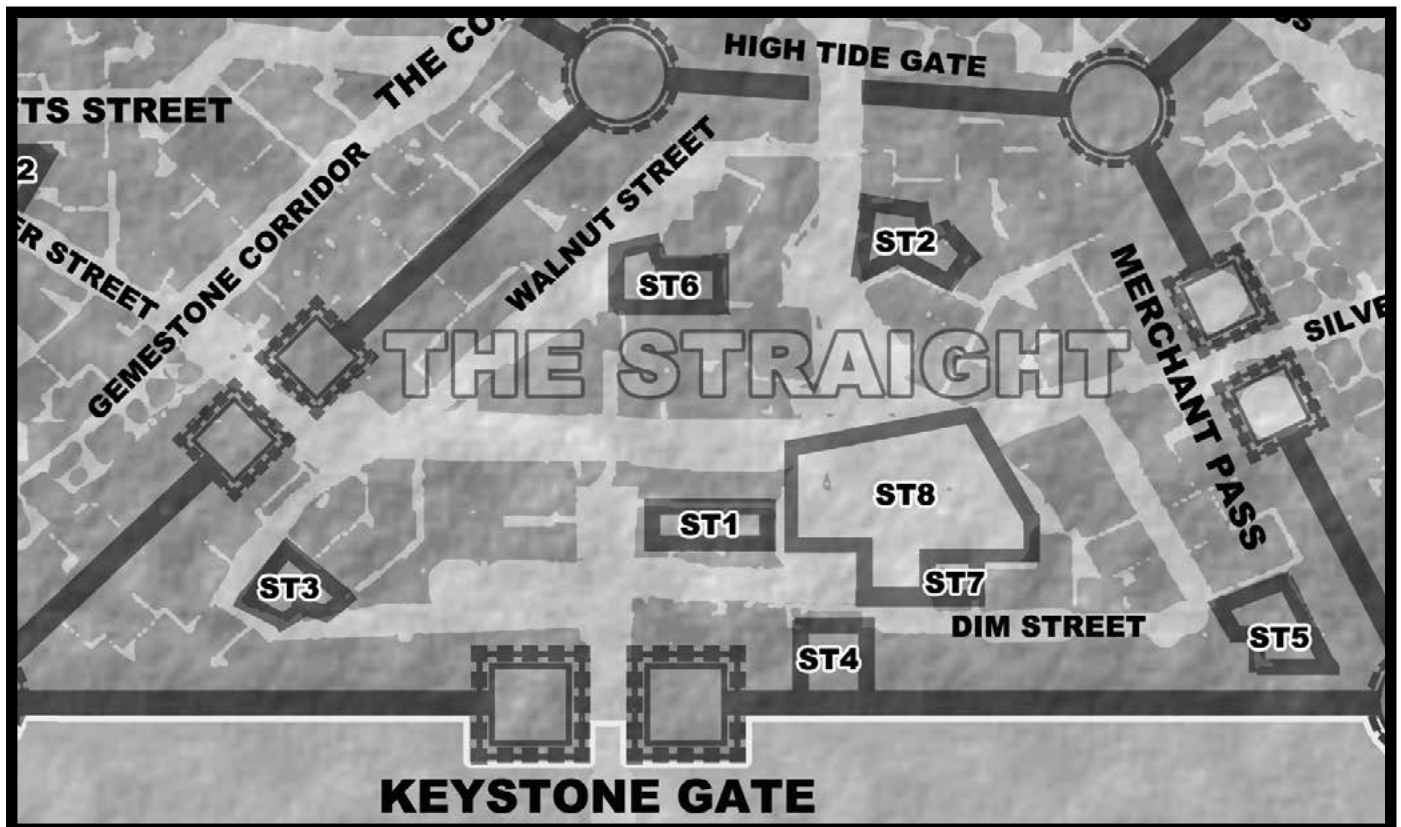 HIGH TIDE GATE
THE CO
TTS STREET
2
ER STREET
GEMESTONE CORRIDOR
WALNUT STREET
ST2
ST6
MERCHANT PASS
SILVE
THE STRAIGHT
ST8
ST1
ST3
ST7
DIM STREET
ST5
ST4
KEYSTONE GATE